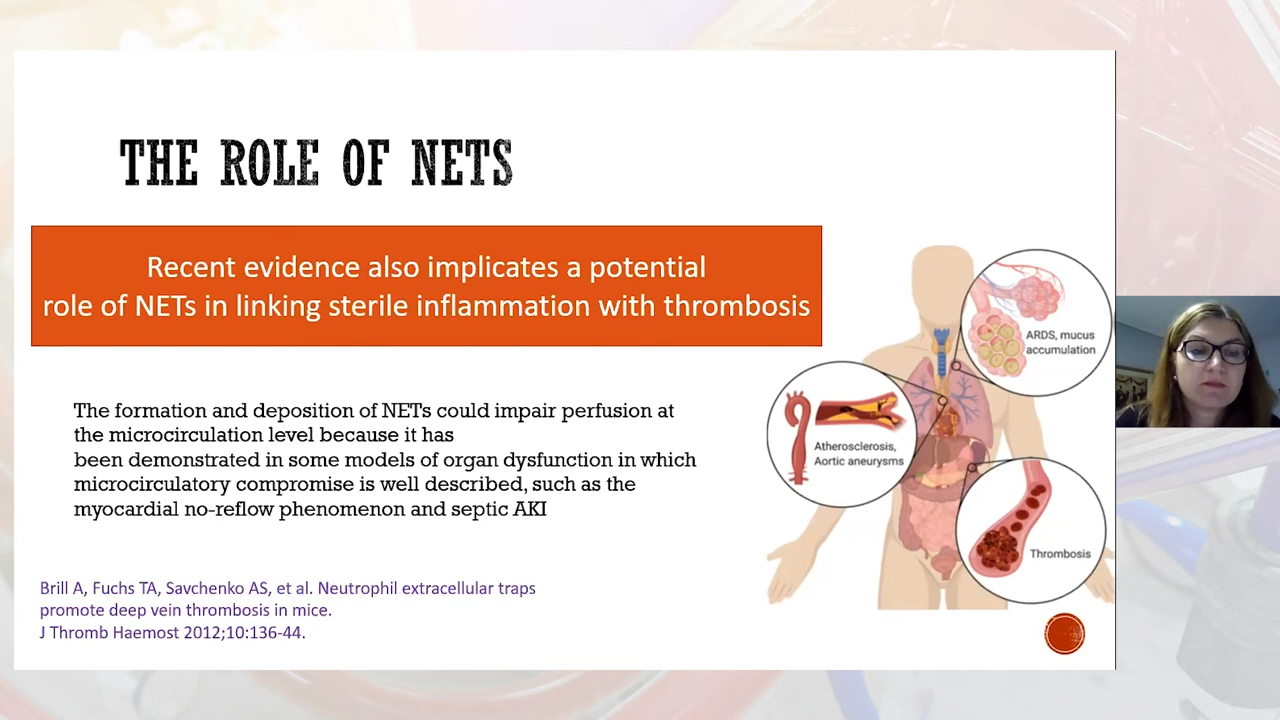 THE ROLE OF NETS
Recent evidence also implicates a potential
role of NETs in linking sterile inflammation with thrombosis
The formation and deposition of NETs could impair perfusion at
the microcirculation level because it has
been demonstrated in some models of organ dysfunction in which
microcirculatory compromise is well described, such as the
myocardial no-reflow phenomenon and septic AKI
Brill A, Fuchs TA, Savchenko AS, et al. Neutrophil extracellular traps
promote deep vein thrombosis in mice.
J Thromb Haemost 2012;10:136-44.
ARDS, mucus
accumulation
Atherosclerosis,
Aortic aneurysms
Thrombosis